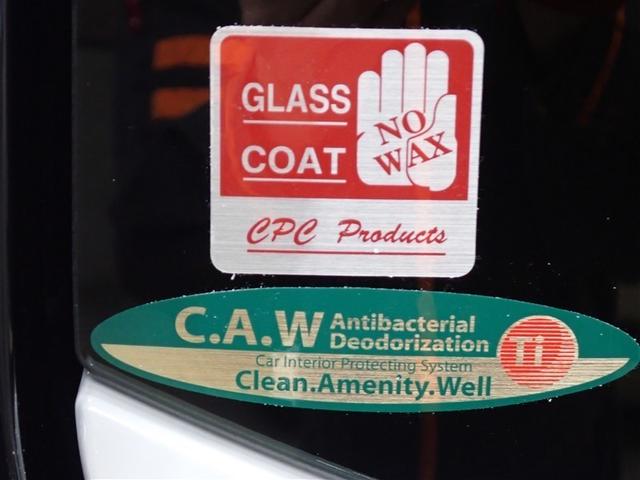 GLASS
COAT
NO
WAX
CPC Products
C.A.W Antibacterial
Deodorization
Ti
Car Interior Protecting System
Clean.Amenity.Well